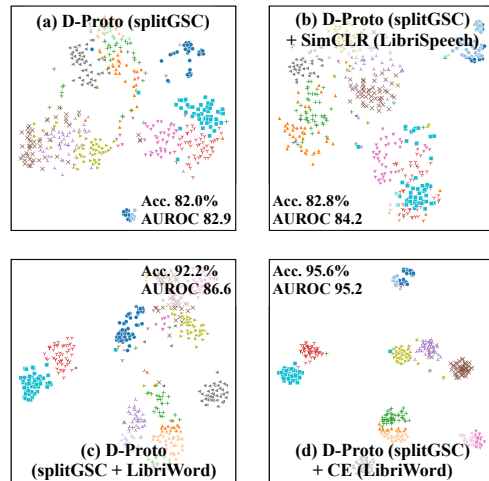 (a) D-Proto (splitGSC)
Acc. 82.0%
AUROC 82.9
(b) D-Proto (splitGSC)
+ SimCLR (LibriSpeech)
Acc. 82.8%
AUROC 84.2
Acc. 92.2%
AUROC 86.6
(c) D-Proto
(splitGSC + LibriWord)
Acc. 95.6%
AUROC 95.2
(d) D-Proto (splitGSC)
+ CE (LibriWord)